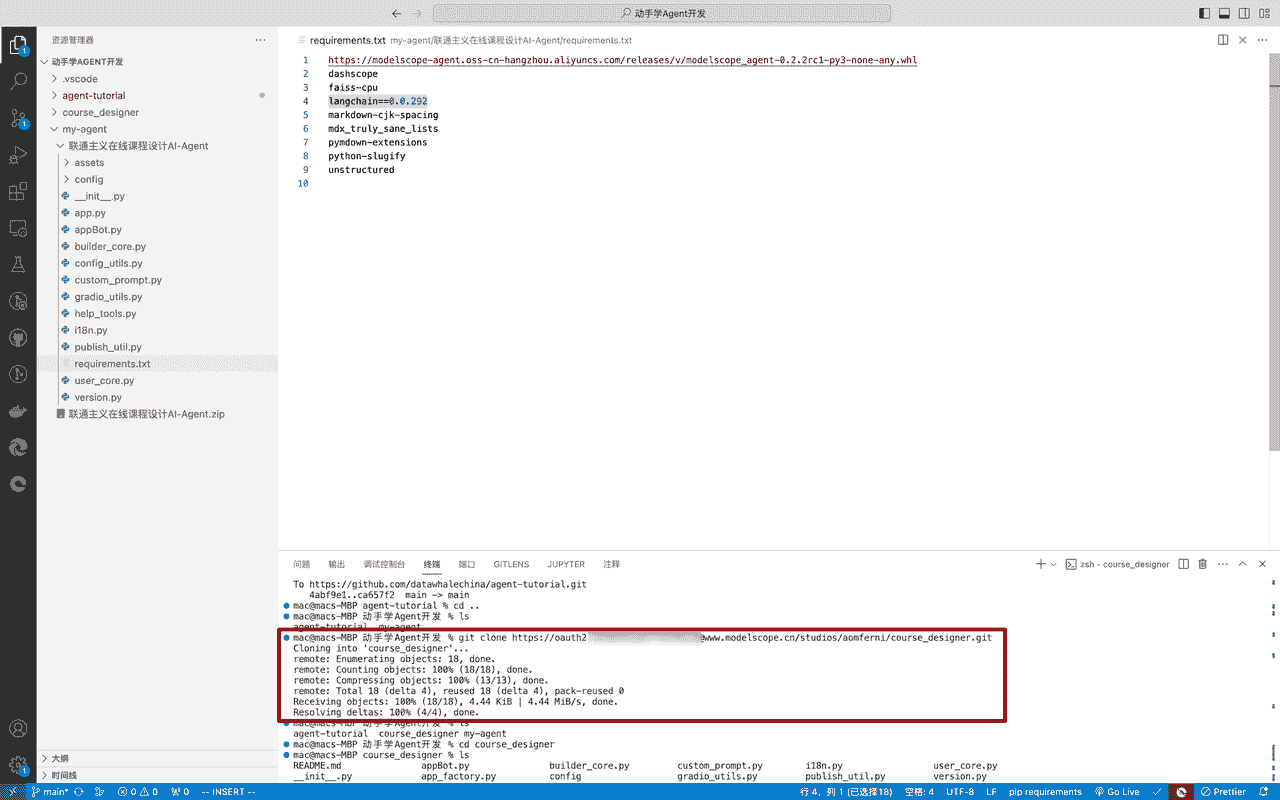 动手学Agent开发
资源管理器
动手学AGENT开发
.vscode
agent-tutorial
course_designer
my-agent
联通主义在线课程设计AI-Agent
assets
config
__init__.py
app.py
appBot.py
builder_core.py
config_utils.py
custom_prompt.py
gradio_utils.py
help_tools.py
i18n.py
publish_util.py
requirements.txt
user_core.py
version.py
联通主义在线课程设计AI-Agent.zip
大纲
时间线
requirements.txt my-agent/联通主义在线课程设计AI-Agent/requirements.txt
1 https://modelscope-agent.oss-cn-hangzhou.aliyuncs.com/releases/v/modelscope_agent-0.2.2rc1-py3-none-any.whl
2 dashscope
3 faiss-cpu
4 langchain==0.0.292
5 markdown-cjk-spacing
6 mdx_truly_sane_lists
7 pymdown-extensions
8 python-slugify
9 unstructured
10
问题 输出 调试控制台 终端 端口 GITLENS JUPYTER 注释
zsh - course_designer
To https://github.com/datawhalechina/agent-tutorial.git
4abf9e1..ca657f2 main -> main
mac@macs-MBP agent-tutorial % cd ..
mac@macs-MBP 动手学Agent开发 % ls
agent-tutorial my-agent
mac@macs-MBP 动手学Agent开发 % git clone https://oauth2 @www.modelscope.cn/studios/aomferni/course_designer.git
Cloning into 'course_designer'...
remote: Enumerating objects: 18, done.
remote: Counting objects: 100% (18/18), done.
remote: Compressing objects: 100% (13/13), done.
remote: Total 18 (delta 4), reused 18 (delta 4), pack-reused 0
Receiving objects: 100% (18/18), 4.44 KiB | 4.44 MiB/s, done.
Resolving deltas: 100% (4/4), done.
mac@macs-MBP 动手学Agent开发 % ls
agent-tutorial course_designer my-agent
mac@macs-MBP 动手学Agent开发 % cd course_designer
mac@macs-MBP course_designer % ls
README.md appBot.py builder_core.py custom_prompt.py i18n.py user_core.py
__init__.py app_factory.py config gradio_utils.py publish_util.py version.py
main* 0 0 0 -- INSERT -- 行 4，列 1 (已选择18) 空格: 4 UTF-8 LF pip requirements Go Live Prettier